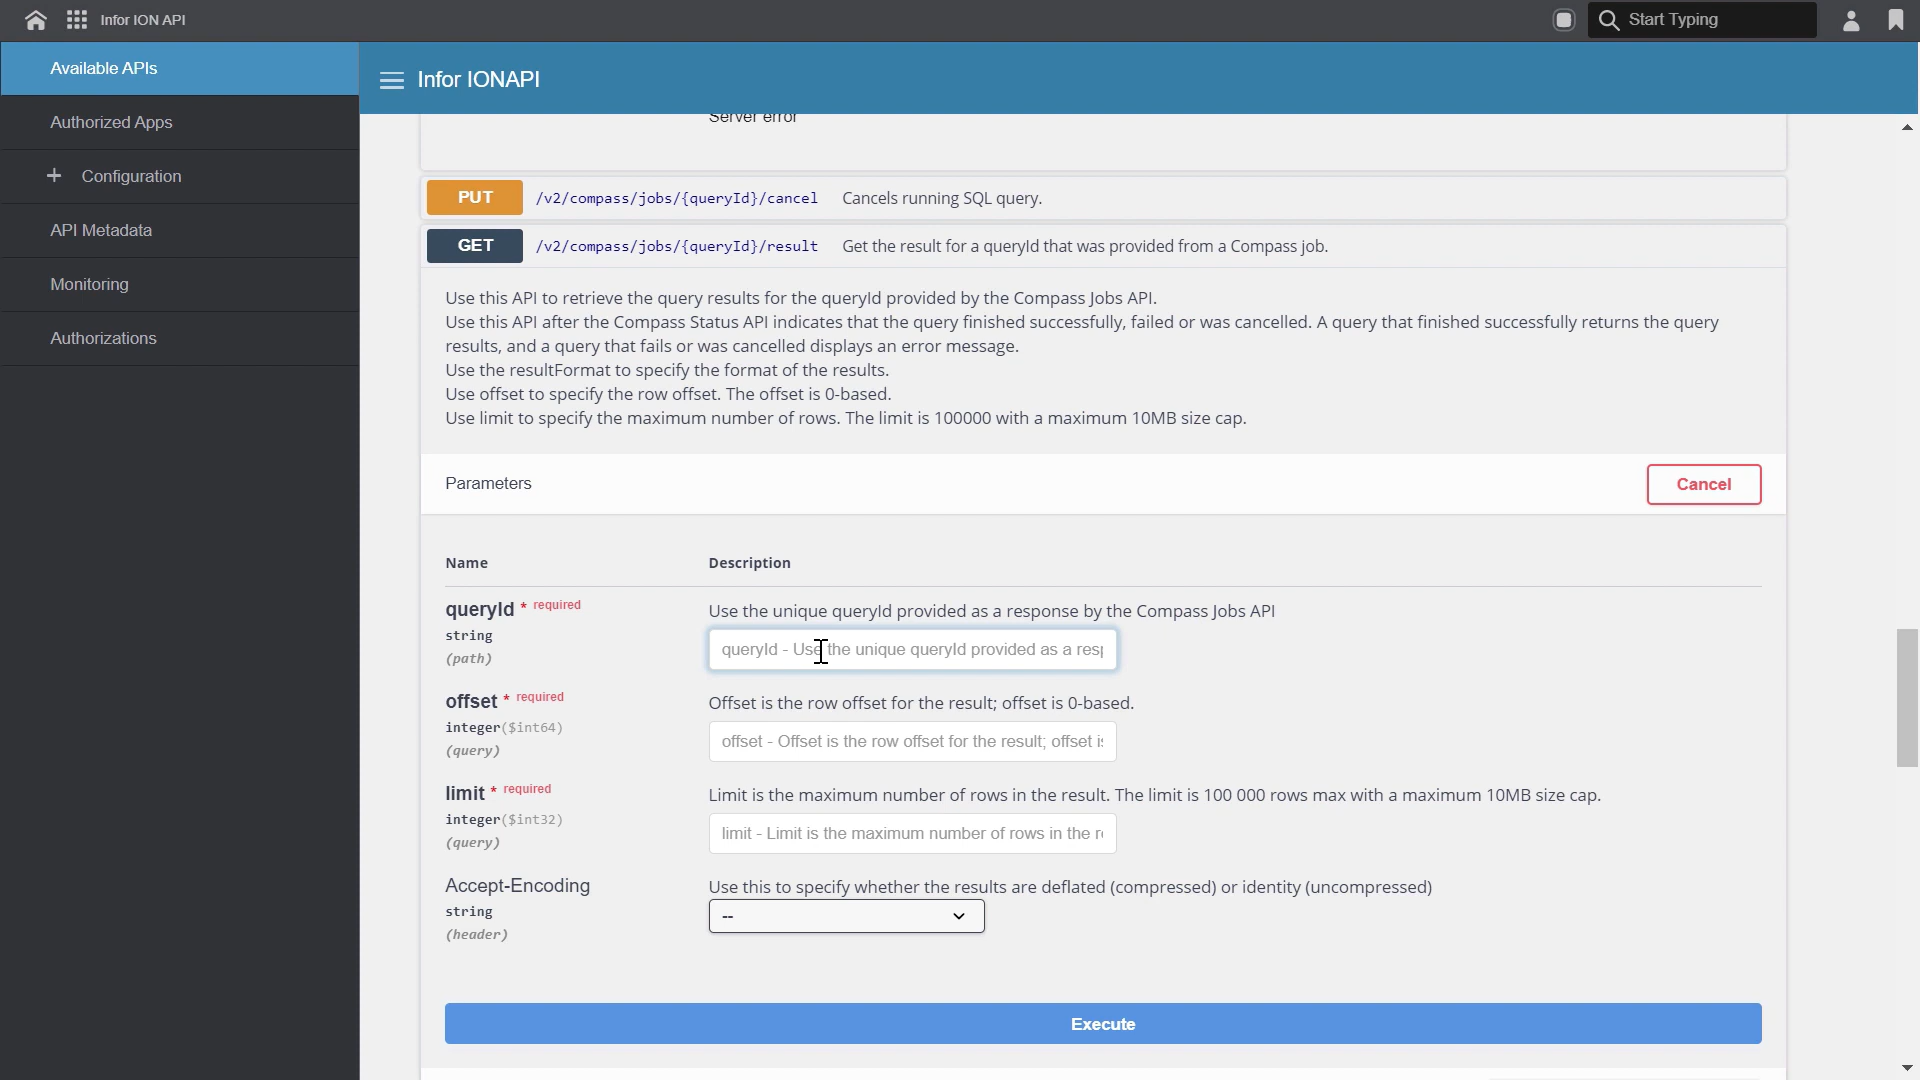 Infor ION API
Start Typing
Available APIs
Authorized Apps
Configuration
API Metadata
Monitoring
Authorizations
Infor IONAPI
Server error
PUT /v2/compass/jobs/{queryId}/cancel Cancels running SQL query.
GET /v2/compass/jobs/{queryId}/result Get the result for a queryId that was provided from a Compass job.
Use this API to retrieve the query results for the queryId provided by the Compass Jobs API.
Use this API after the Compass Status API indicates that the query finished successfully, failed or was cancelled. A query that finished successfully returns the query
results, and a query that fails or was cancelled displays an error message.
Use the resultFormat to specify the format of the results.
Use offset to specify the row offset. The offset is 0-based.
Use limit to specify the maximum number of rows. The limit is 100000 with a maximum 10MB size cap.
Parameters
Cancel
Name Description
queryId * required
string
(path)
Use the unique queryId provided as a response by the Compass Jobs API
queryId - Use the unique queryId provided as a resp
offset * required
integer($int64)
(query)
Offset is the row offset for the result; offset is 0-based.
offset - Offset is the row offset for the result; offset is
limit * required
integer($int32)
(query)
Limit is the maximum number of rows in the result. The limit is 100 000 rows max with a maximum 10MB size cap.
limit - Limit is the maximum number of rows in the r
Accept-Encoding
string
(header)
Use this to specify whether the results are deflated (compressed) or identity (uncompressed)
--
Execute